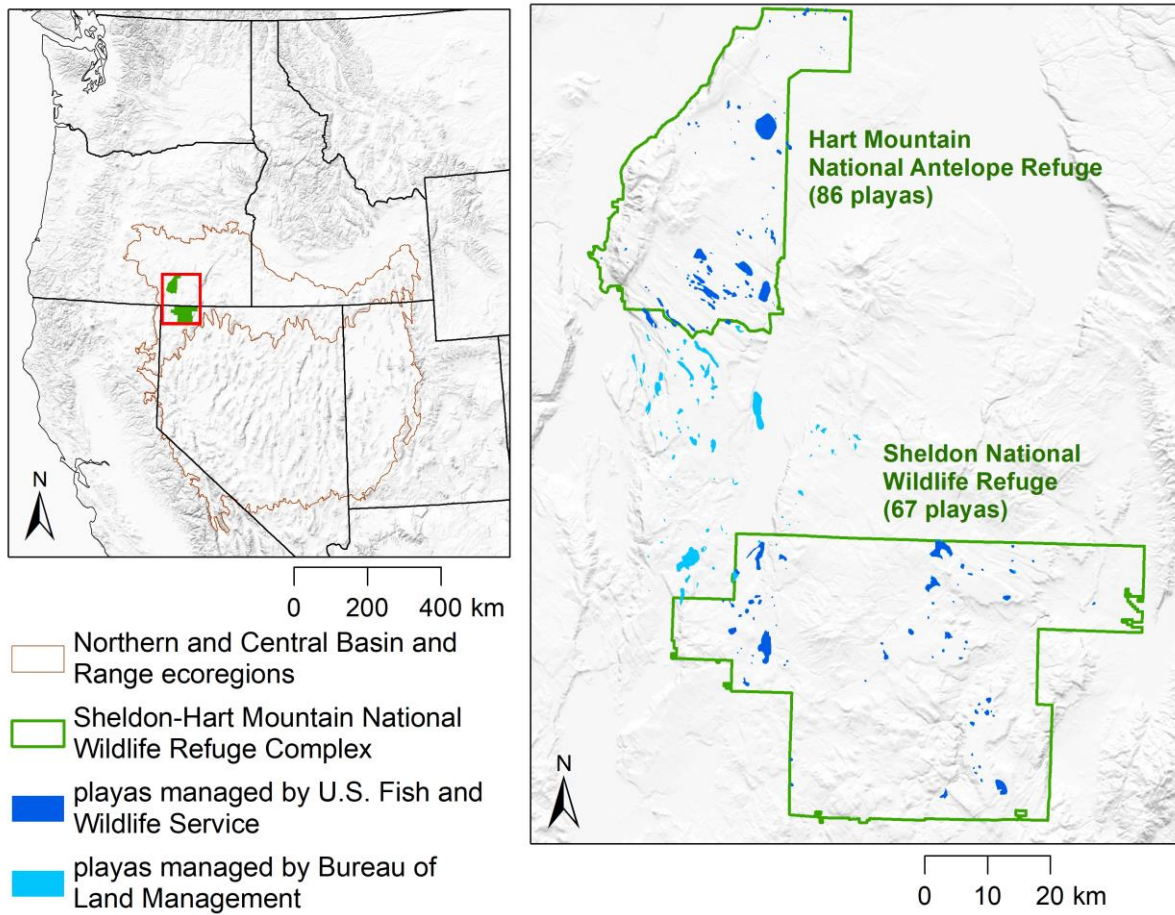 N
0 200 400 km
Northern and Central Basin and
Range ecoregions
Sheldon-Hart Mountain National
Wildlife Refuge Complex
playas managed by U.S. Fish and
Wildlife Service
playas managed by Bureau of
Land Management
Hart Mountain
National Antelope Refuge
(86 playas)
Sheldon National
Wildlife Refuge
(67 playas)
N
0 10 20 km